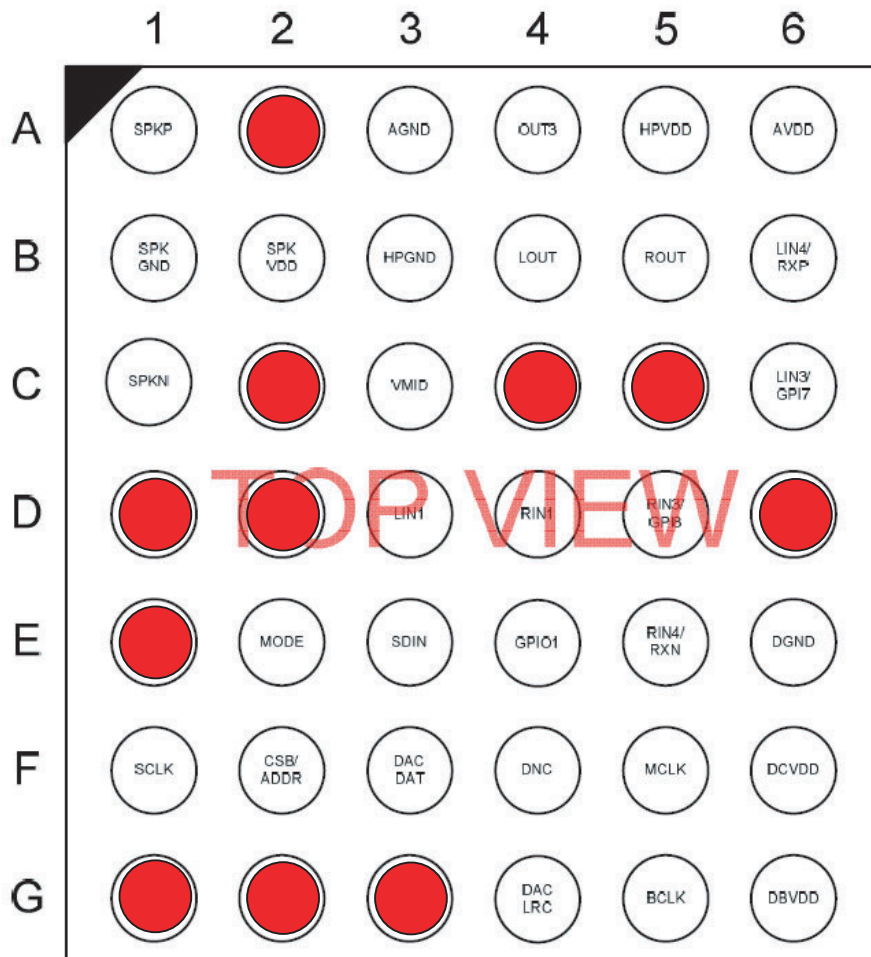 1 2 3 4 5 6
A SPKP AGND OUT3 HPVDD AVDD
B SPK GND SPK VDD HPGND LOUT ROUT LIN4/ RXP
C SPKN VMID LIN3/ GPI7
TOP VIEW
D LIN1 RIN1 RIN3/ GPI8
E MODE SDIN GPIO1 RIN4/ RXN DGND
F SCLK CSB/ ADDR DAC DAT DNC MCLK DCVDD
G DAC LRC BCLK DBVDD